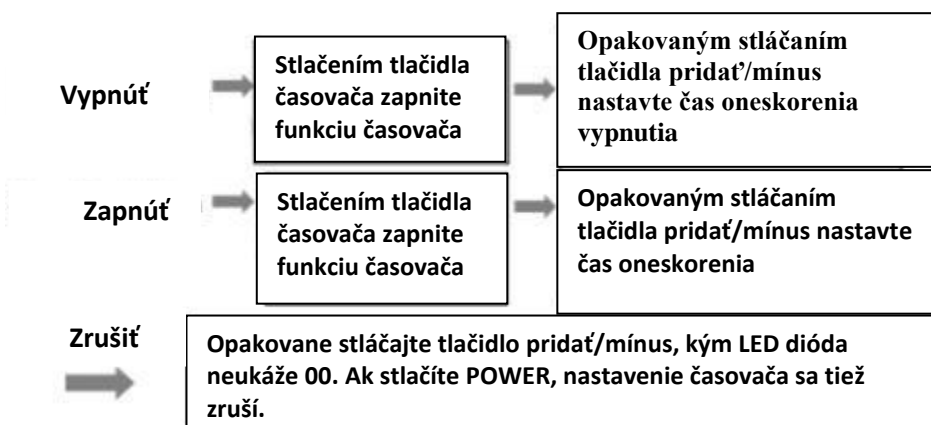 Vypnúť
Stlačením tlačidla
časovača zapnite
funkciu časovača
Opakovaným stláčaním
tlačidla pridať/mínus
nastavte čas oneskorenia
vypnutia
Zapnúť
Stlačením tlačidla
časovača zapnite
funkciu časovača
Opakovaným stláčaním
tlačidla pridať/mínus nastavte
čas oneskorenia
Zrušiť
Opakovane stláčajte tlačidlo pridať/mínus, kým LED dióda
neukáže 00. Ak stlačíte POWER, nastavenie časovača sa tiež
zruší.